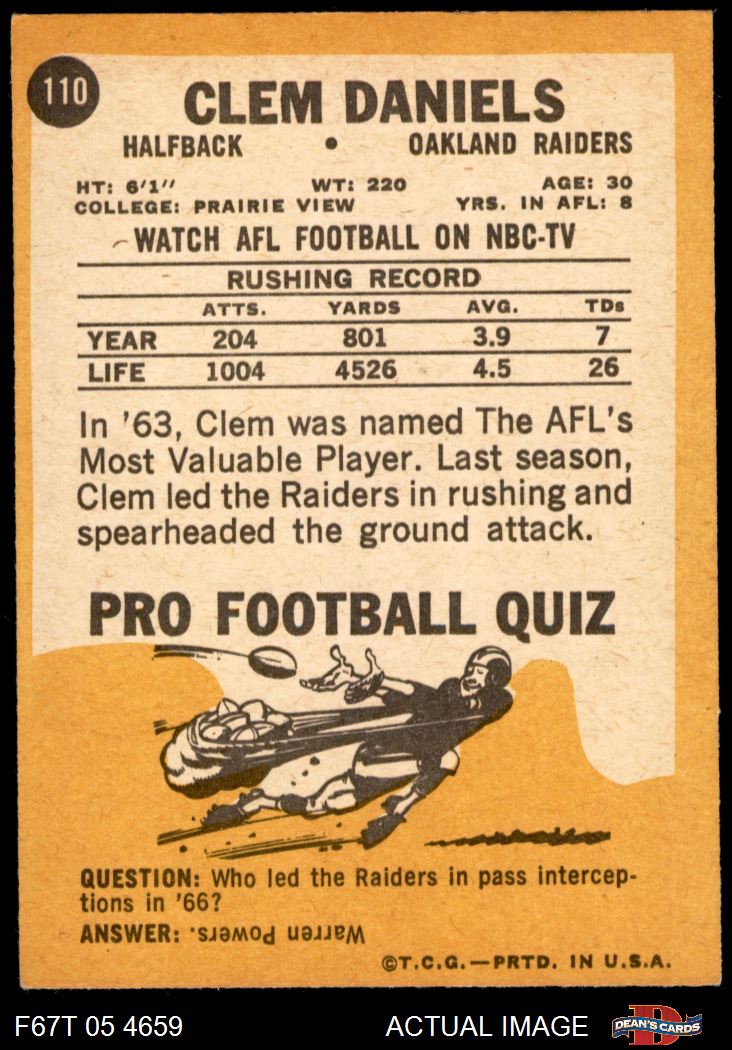 110
CLEM DANIELS
HALFBACK • OAKLAND RAIDERS
HT: 6'1" WT: 220 AGE: 30
COLLEGE: PRAIRIE VIEW YRS. IN AFL: 8
WATCH AFL FOOTBALL ON NBC-TV
RUSHING RECORD
ATTS. YARDS AVG. TDs
YEAR 204 801 3.9 7
LIFE 1004 4526 4.5 26
In '63, Clem was named The AFL's
Most Valuable Player. Last season,
Clem led the Raiders in rushing and
spearheaded the ground attack.
PRO FOOTBALL QUIZ
QUESTION: Who led the Raiders in pass intercep-
tions in '66?
ANSWER: Warren Powers.
©T.C.G.—PRTD. IN U.S.A.
F67T 05 4659 ACTUAL IMAGE D DEAN'S CARDS